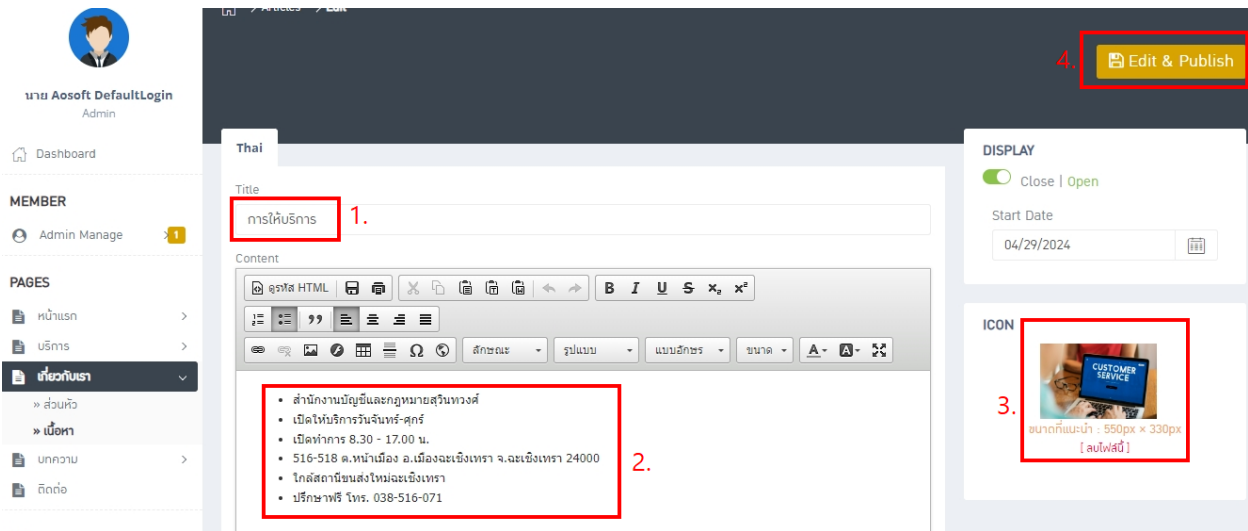 Articles > Edit
4.
Edit & Publish
นาย Aosoft DefaultLogin
Admin
Dashboard
MEMBER
Admin Manage
1
PAGES
หน้าแรก
บริการ
เกี่ยวกับเรา
» ส่วนหัว
» เนื้อหา
บทความ
ติดต่อ
Thai
Title
การให้บริการ
1.
Content
ดูรหัส HTML
B I U S x₂ x²
ลักษณะ รูปแบบ แบบอักษร ขนาด A A
• สำนักงานบัญชีและกฎหมายสุวินทวงศ์
• เปิดให้บริการวันจันทร์-ศุกร์
• เปิดทำการ 8.30 - 17.00 น.
• 516-518 ต.หน้าเมือง อ.เมืองฉะเชิงเทรา จ.ฉะเชิงเทรา 24000
• ใกล้สถานีขนส่งใหม่ฉะเชิงเทรา
• ปรึกษาฟรี โทร. 038-516-071
2.
DISPLAY
Close | Open
Start Date
04/29/2024
ICON
CUSTOMER
SERVICE
3.
ขนาดที่แนะนำ : 550px × 330px
[ ลบไฟล์นี้ ]